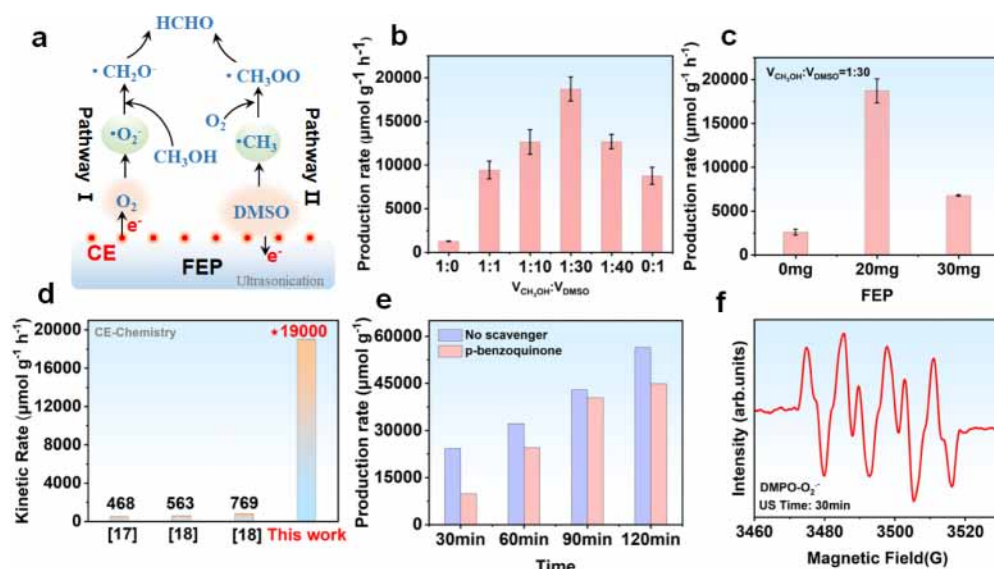 a
HCHO
•CH₂O⁻
•CH₃OO
Pathway I
Pathway II
O₂
•O₂⁻
CH₃OH
•CH₃
O₂
DMSO
e⁻
e⁻
CE
FEP
Ultrasonication
b
Production rate (μmol g⁻¹ h⁻¹)
20000
15000
10000
5000
0
1:0 1:1 1:10 1:30 1:40 0:1
V_CH₃OH:V_DMSO
c
V_CH₃OH:V_DMSO=1:30
Production rate (μmol g⁻¹ h⁻¹)
20000
15000
10000
5000
0
0mg 20mg 30mg
FEP
d
CE-Chemistry
★19000
Kinetic Rate (μmol g⁻¹ h⁻¹)
20000
16000
12000
8000
4000
0
468 563 769
[17] [18] [18] This work
e
No scavenger
p-benzoquinone
Production rate (μmol g⁻¹)
60000
45000
30000
15000
0
30min 60min 90min 120min
Time
f
Intensity (arb.units)
DMPO-O₂•⁻
US Time: 30min
3460 3480 3500 3520
Magnetic Field(G)